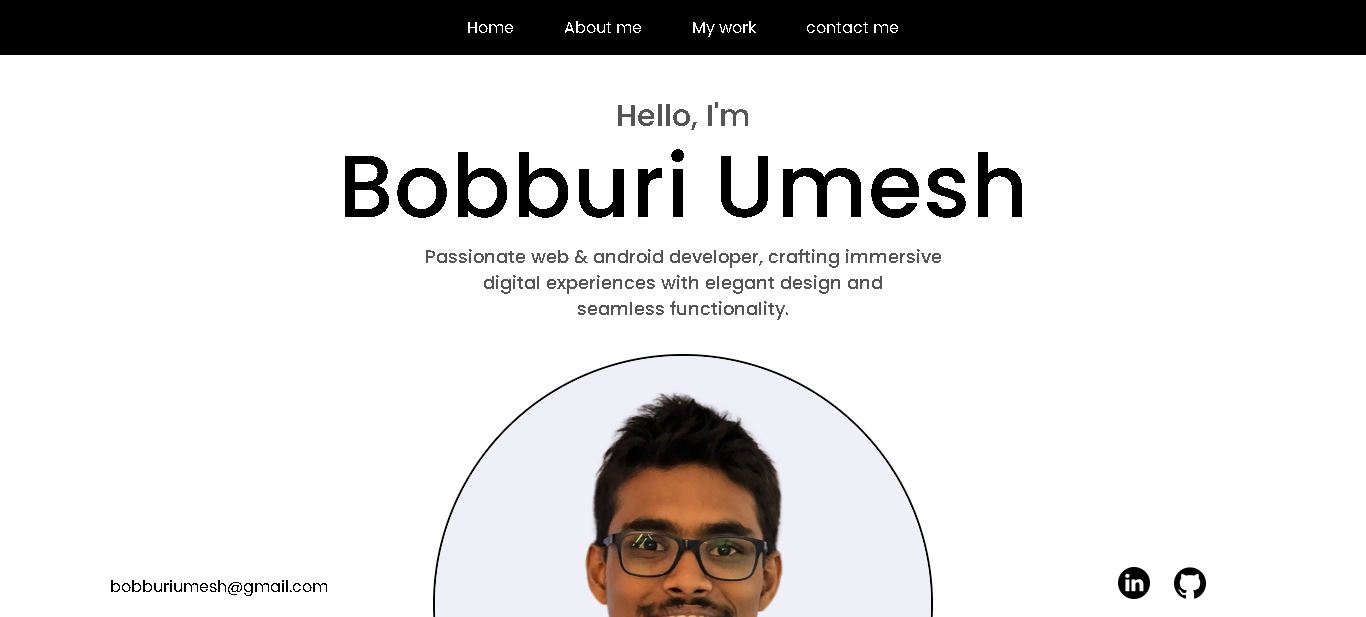 Home About me My work contact me
Hello, I'm
Bobburi Umesh
Passionate web & android developer, crafting immersive
digital experiences with elegant design and
seamless functionality.
bobburiumesh@gmail.com
in